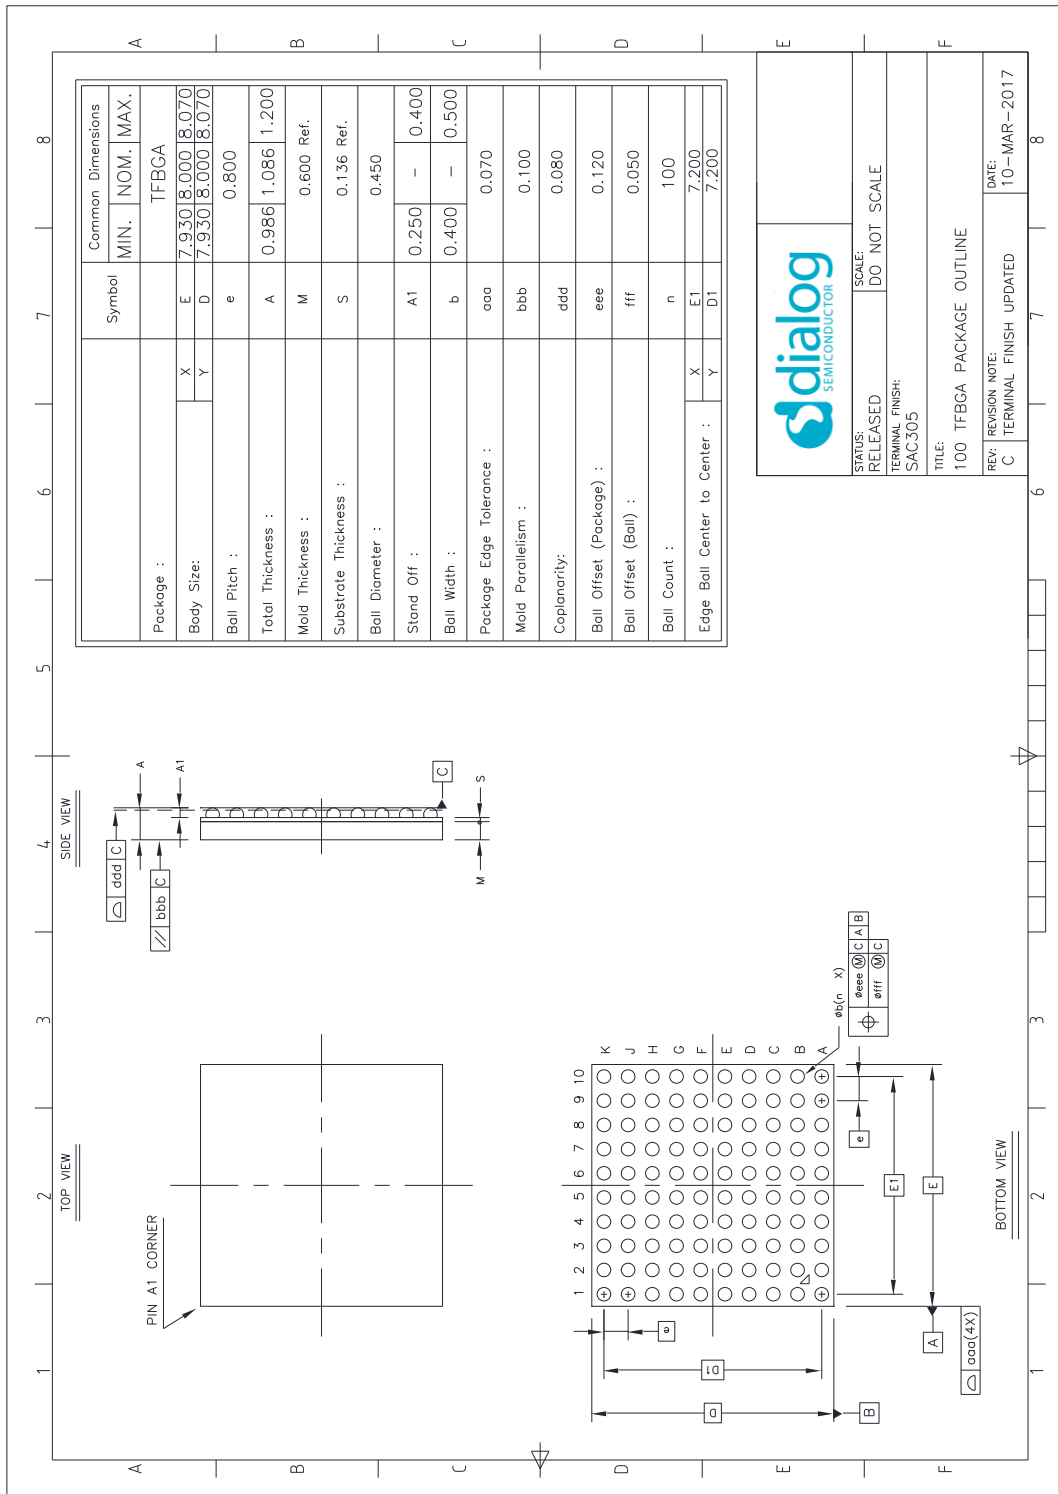 1 2 3 4 5 6 7 8
A
B
C
D
E
F
TOP VIEW
PIN A1 CORNER
SIDE VIEW
ddd C
bbb C
A
A1
C
S
M
Symbol Common Dimensions
MIN. NOM. MAX.
Package : TFBGA
Body Size: X E 7.930 8.000 8.070
Y D 7.930 8.000 8.070
Ball Pitch : e 0.800
Total Thickness : A 0.986 1.086 1.200
Mold Thickness : M 0.600 Ref.
Substrate Thickness : S 0.136 Ref.
Ball Diameter : 0.450
Stand Off : A1 0.250 – 0.400
Ball Width : b 0.400 – 0.500
Package Edge Tolerance : aaa 0.070
Mold Parallelism : bbb 0.100
Coplanarity: ddd 0.080
Ball Offset (Package) : eee 0.120
Ball Offset (Ball) : fff 0.050
Ball Count : n 100
Edge Ball Center to Center : X E1 7.200
Y D1 7.200
1 2 3 4 5 6 7 8 9 10
K
J
H
G
F
E
D
C
B
A
e
D1
D
B
øb(n X)
øeee Ⓜ C A B
øfff Ⓜ C
e
E1
E
A
aaa(4X)
BOTTOM VIEW
dialog
SEMICONDUCTOR
STATUS:
RELEASED
SCALE:
DO NOT SCALE
TERMINAL FINISH:
SAC305
TITLE:
100 TFBGA PACKAGE OUTLINE
REV:
C
REVISION NOTE:
TERMINAL FINISH UPDATED
DATE:
10-MAR-2017
A
B
C
D
E
F
1 2 3 6 7 8